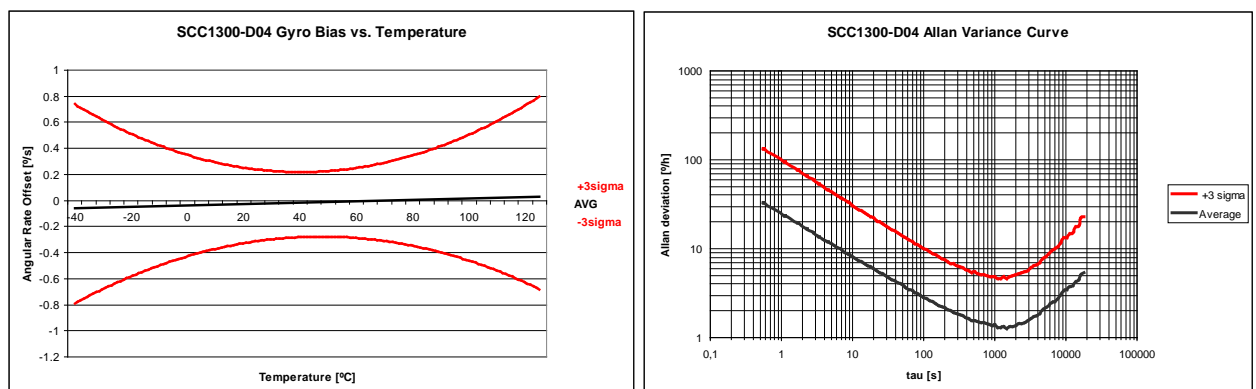 SCC1300-D04 Gyro Bias vs. Temperature
Angular Rate Offset [º/s]
1
0.8
0.6
0.4
0.2
0
-0.2
-0.4
-0.6
-0.8
-1
-1.2
-40 -20 0 20 40 60 80 100 120
Temperature [ºC]
+3sigma
AVG
-3sigma
SCC1300-D04 Allan Variance Curve
Allan deviation [º/h]
1000
100
10
1
0,1 1 10 100 1000 10000 100000
tau [s]
+3 sigma
Average